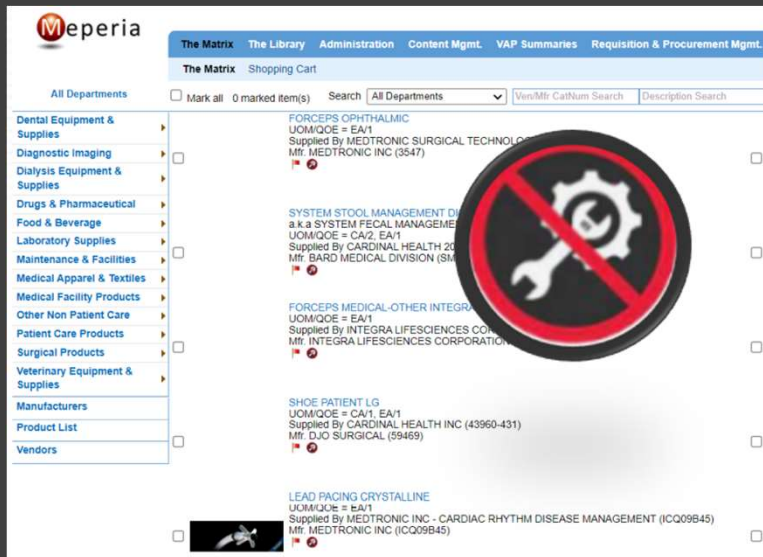 Meperia
The Matrix The Library Administration Content Mgmt. VAP Summaries Requisition & Procurement Mgmt.
The Matrix Shopping Cart
All Departments
Mark all 0 marked item(s) Search All Departments Ven/Mfr CatNum Search Description Search
Dental Equipment &
Supplies
Diagnostic Imaging
Dialysis Equipment &
Supplies
Drugs & Pharmaceutical
Food & Beverage
Laboratory Supplies
Maintenance & Facilities
Medical Apparel & Textiles
Medical Facility Products
Other Non Patient Care
Patient Care Products
Surgical Products
Veterinary Equipment &
Supplies
Manufacturers
Product List
Vendors
FORCEPS OPHTHALMIC
UOM/QOE = EA/1
Supplied By MEDTRONIC SURGICAL
Mfr. MEDTRONIC INC (3547)
SYSTEM STOOL MANAGEMENT
a.k.a SYSTEM FECAL
UOM/QOE = CA/2, EA/1
Supplied By CARDINAL HEALTH
Mfr. BARD MEDICAL DIVISION
FORCEPS MEDICAL-OTHER
UOM/QOE = EA/1
Supplied By INTEGRA LIFESCIENCES
Mfr. INTEGRA LIFESCIENCES CORPORATION
SHOE PATIENT LG
UOM/QOE = CA/1, EA/1
Supplied By CARDINAL HEALTH INC (43960-431)
Mfr. DJO SURGICAL (59469)
LEAD PACING CRYSTALLINE
UOM/QOE = EA/1
Supplied By MEDTRONIC INC - CARDIAC RHYTHM DISEASE MANAGEMENT (ICQ09B45)
Mfr. MEDTRONIC INC (ICQ09B45)